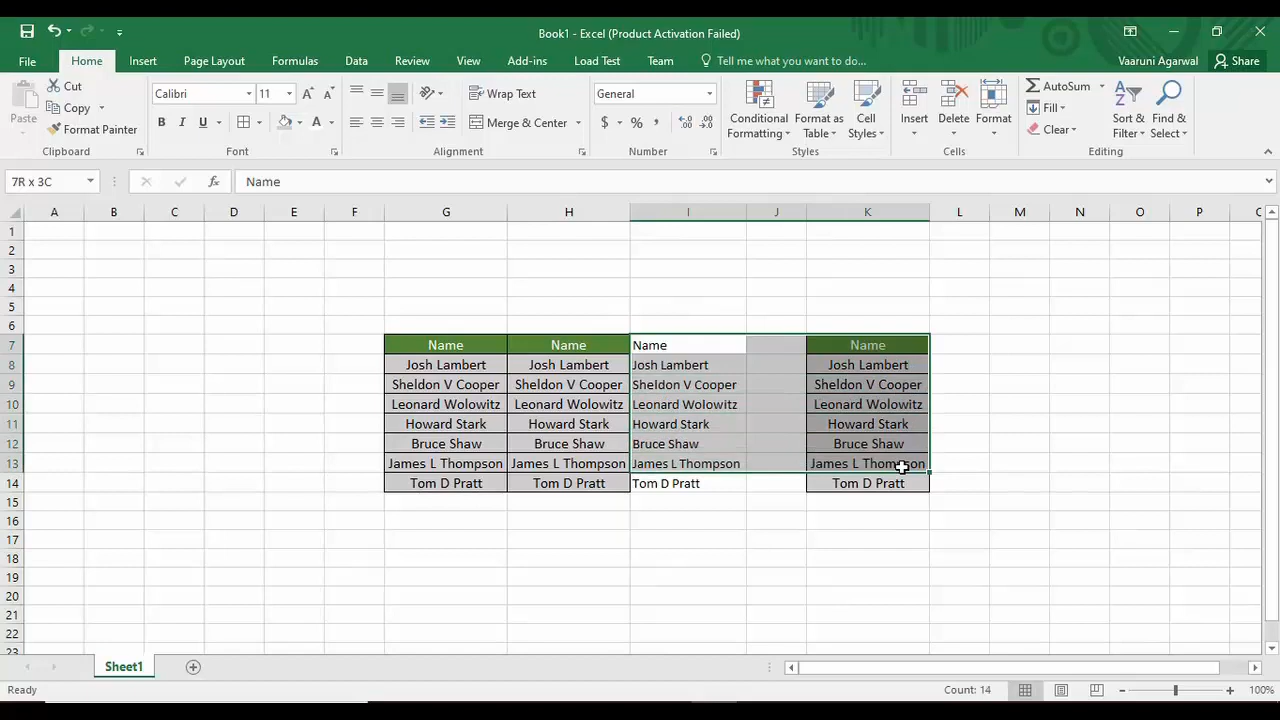 Book1 - Excel (Product Activation Failed)
File Home Insert Page Layout Formulas Data Review View Add-ins Load Test Team Tell me what you want to do... Vaaruni Agarwal Share
Paste Cut Copy Format Painter Clipboard
Calibri 11 A A B I U A Font
Wrap Text Merge & Center Alignment
General $ % , Number
Conditional Formatting Format as Table Cell Styles Styles
Insert Delete Format Cells
AutoSum Fill Clear Sort & Filter Find & Select Editing
7R x 3C fx Name
A B C D E F G H I J K L M N O P
1
2
3
4
5
6
7 Name Name Name Name
8 Josh Lambert Josh Lambert Josh Lambert Josh Lambert
9 Sheldon V Cooper Sheldon V Cooper Sheldon V Cooper Sheldon V Cooper
10 Leonard Wolowitz Leonard Wolowitz Leonard Wolowitz Leonard Wolowitz
11 Howard Stark Howard Stark Howard Stark Howard Stark
12 Bruce Shaw Bruce Shaw Bruce Shaw Bruce Shaw
13 James L Thompson James L Thompson James L Thompson James L Thompson
14 Tom D Pratt Tom D Pratt Tom D Pratt Tom D Pratt
15
16
17
18
19
20
21
22
Sheet1
Ready Count: 14 100%